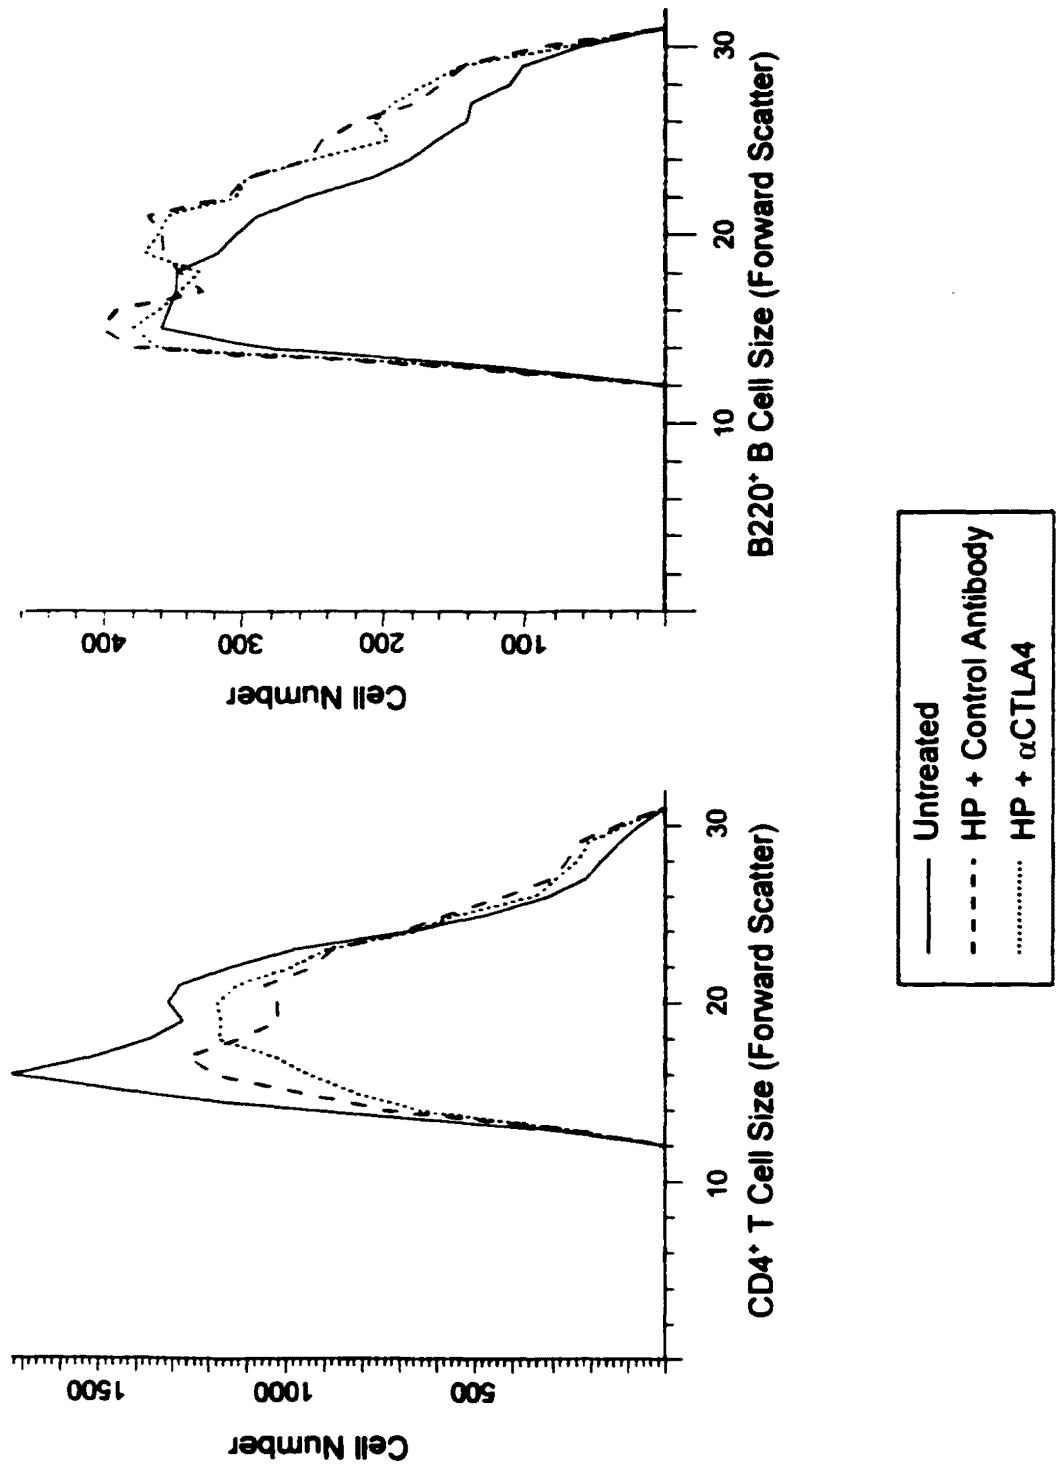 Cell Number
1500
1000
500
10
20
30
CD4⁺ T Cell Size (Forward Scatter)
Cell Number
400
300
200
100
10
20
30
B220⁺ B Cell Size (Forward Scatter)
Untreated
HP + Control Antibody
HP + αCTLA4